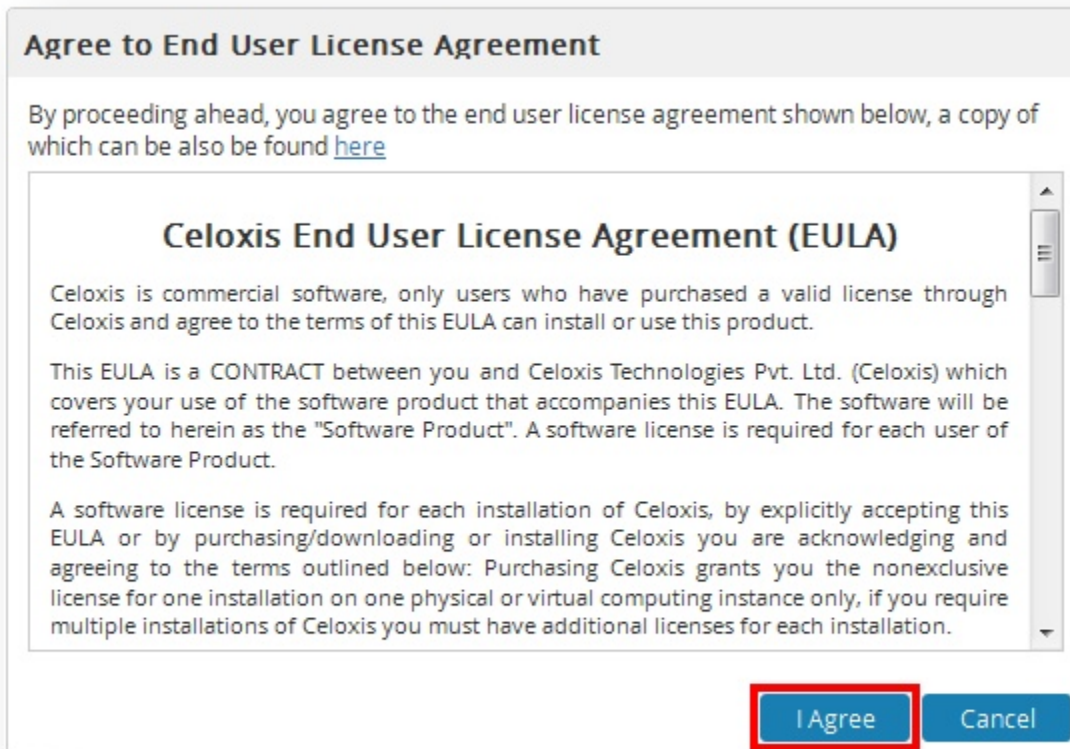 Agree to End User License Agreement
By proceeding ahead, you agree to the end user license agreement shown below, a copy of
which can be also be found here
Celoxis End User License Agreement (EULA)
Celoxis is commercial software, only users who have purchased a valid license through
Celoxis and agree to the terms of this EULA can install or use this product.
This EULA is a CONTRACT between you and Celoxis Technologies Pvt. Ltd. (Celoxis) which
covers your use of the software product that accompanies this EULA. The software will be
referred to herein as the "Software Product". A software license is required for each user of
the Software Product.
A software license is required for each installation of Celoxis, by explicitly accepting this
EULA or by purchasing/downloading or installing Celoxis you are acknowledging and
agreeing to the terms outlined below: Purchasing Celoxis grants you the nonexclusive
license for one installation on one physical or virtual computing instance only, if you require
multiple installations of Celoxis you must have additional licenses for each installation.
I Agree Cancel